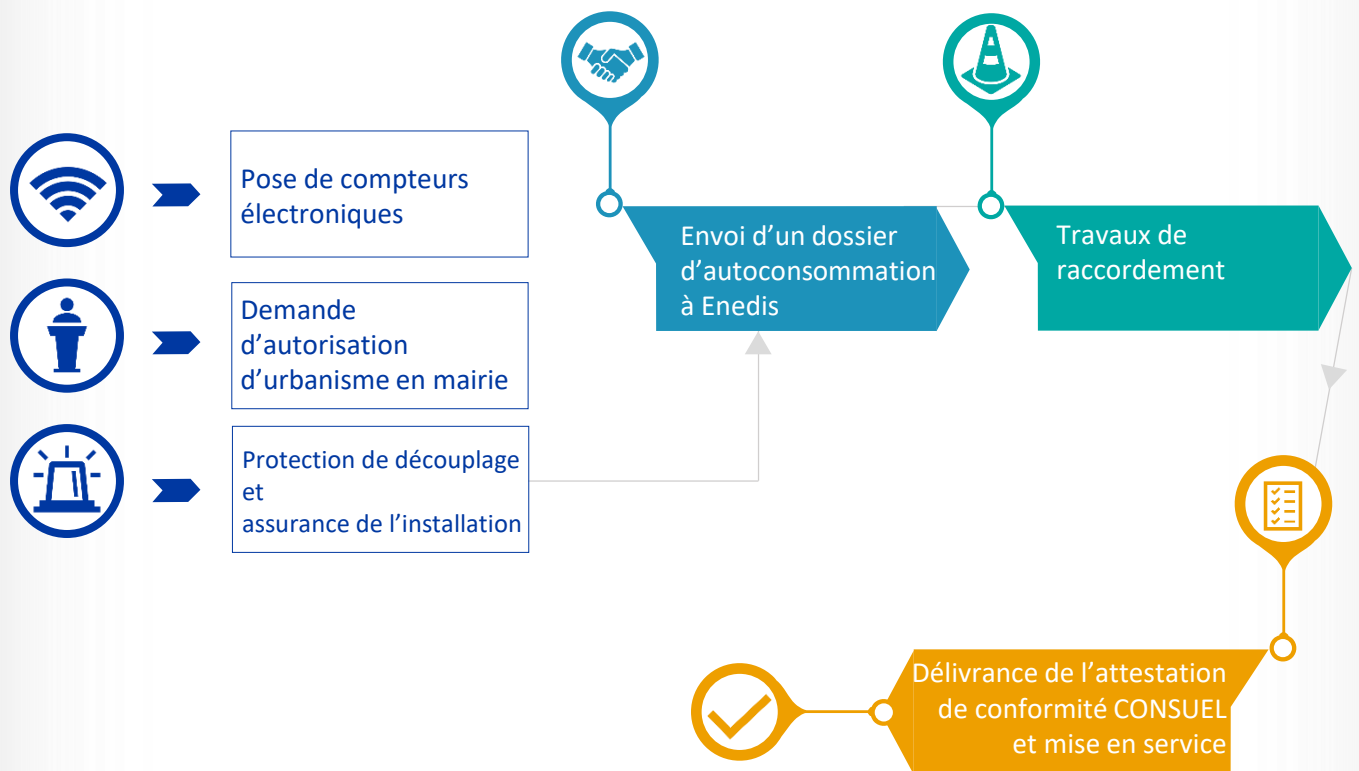 Pose de compteurs
électroniques
Demande
d'autorisation
d'urbanisme en mairie
Protection de découplage
et
assurance de l'installation
Envoi d'un dossier
d'autoconsommation
à Enedis
Travaux de
raccordement
Délivrance de l'attestation
de conformité CONSUEL
et mise en service